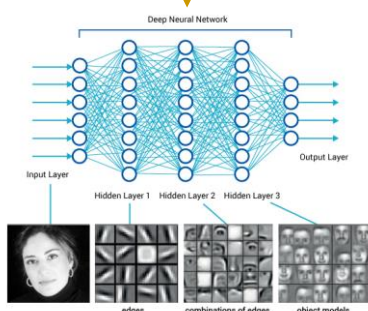 Deep Neural Network
Input Layer
Output Layer
Hidden Layer 1 Hidden Layer 2 Hidden Layer 3
edges combinations of edges object models